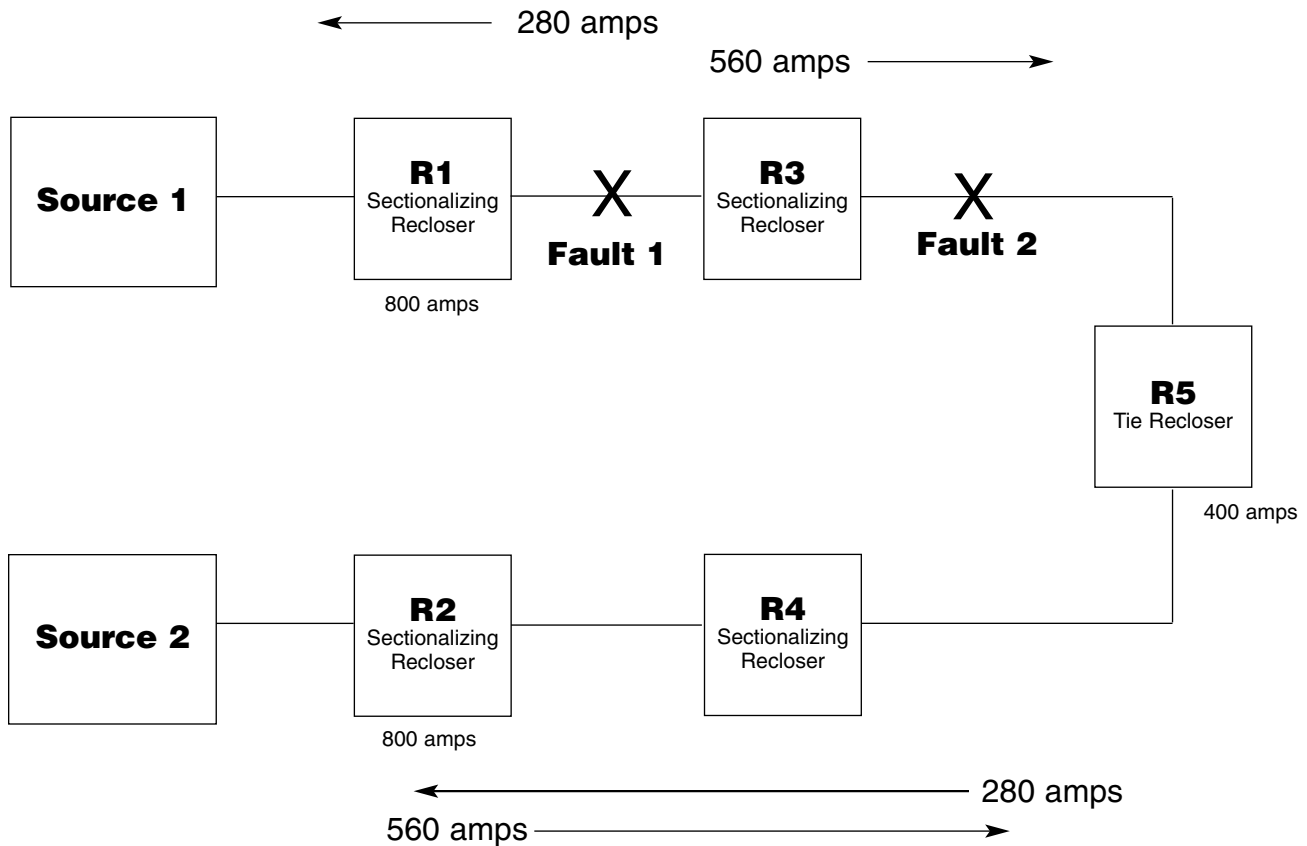 280 amps
560 amps
Source 1
R1
Sectionalizing
Recloser
800 amps
X
Fault 1
R3
Sectionalizing
Recloser
X
Fault 2
R5
Tie Recloser
400 amps
Source 2
R2
Sectionalizing
Recloser
800 amps
R4
Sectionalizing
Recloser
280 amps
560 amps